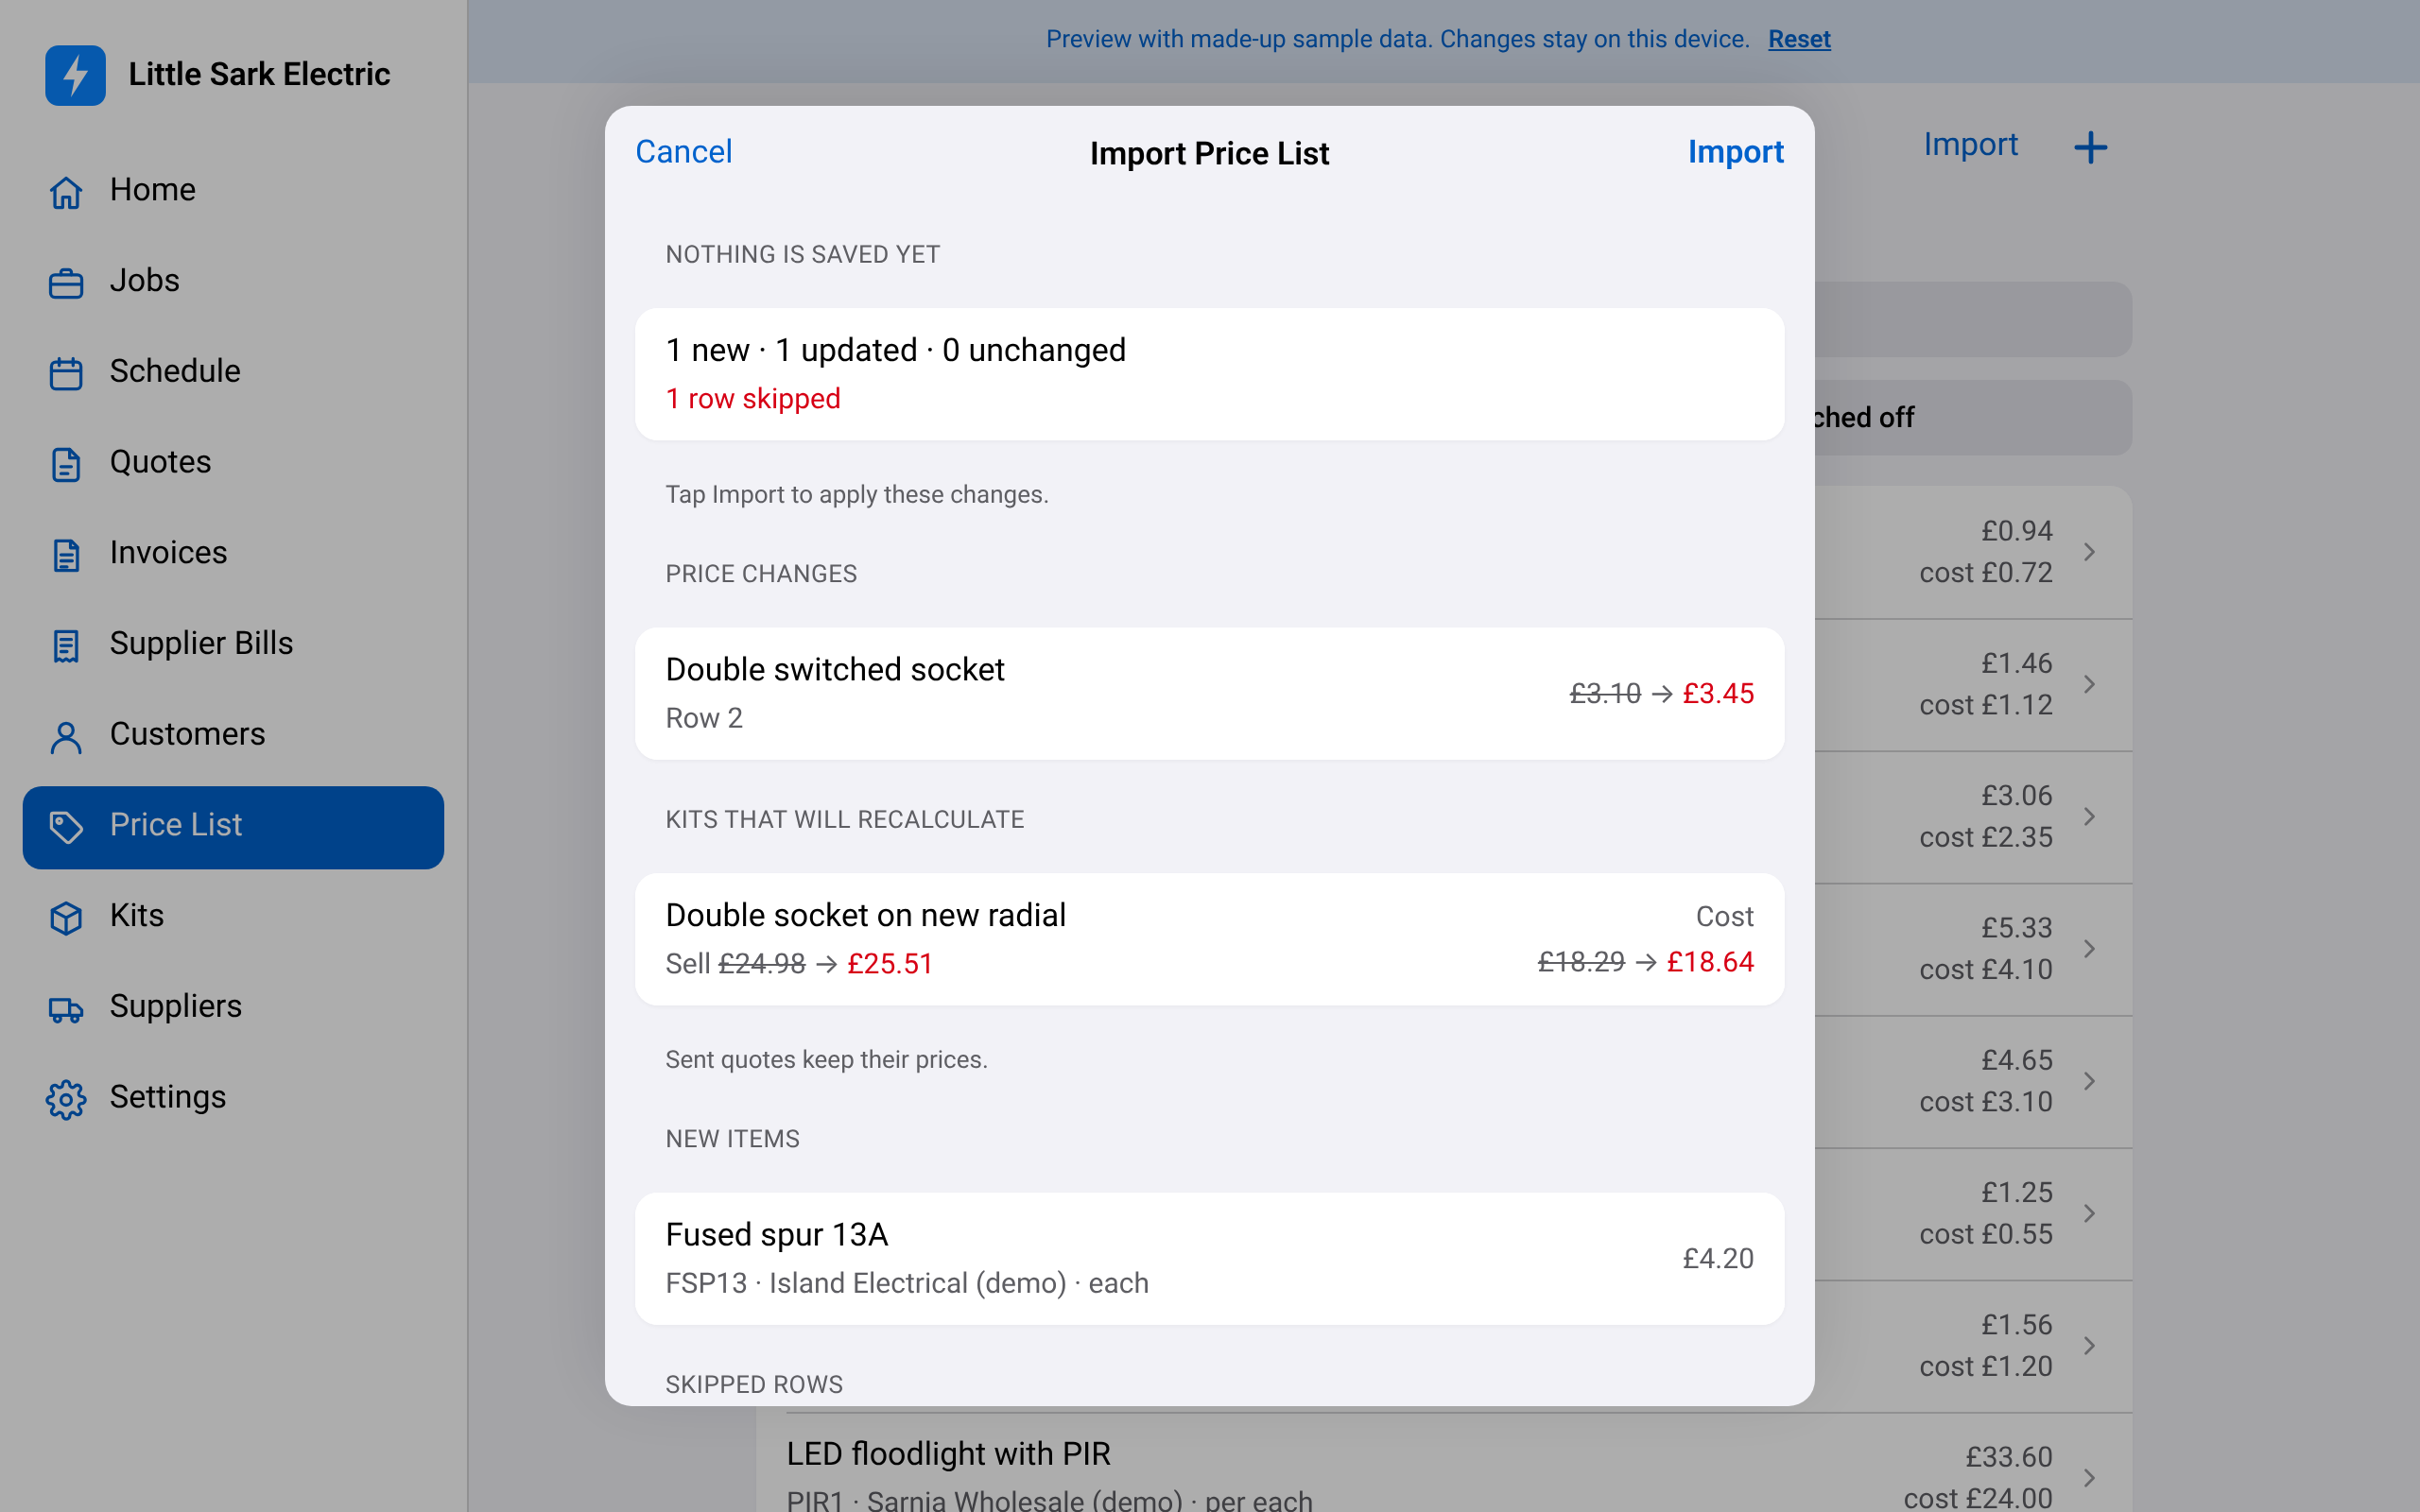 Little Sark Electric
Home
Jobs
Schedule
Quotes
Invoices
Supplier Bills
Customers
Price List
Kits
Suppliers
Settings
Preview with made-up sample data. Changes stay on this device. Reset
Import +
Cancel
Import Price List
Import
NOTHING IS SAVED YET
1 new · 1 updated · 0 unchanged
1 row skipped
Tap Import to apply these changes.
PRICE CHANGES
Double switched socket
Row 2
£3.10 → £3.45
KITS THAT WILL RECALCULATE
Double socket on new radial
Sell £24.98 → £25.51
Cost
£18.29 → £18.64
Sent quotes keep their prices.
NEW ITEMS
Fused spur 13A
FSP13 · Island Electrical (demo) · each
£4.20
SKIPPED ROWS
ched off
£0.94
cost £0.72
£1.46
cost £1.12
£3.06
cost £2.35
£5.33
cost £4.10
£4.65
cost £3.10
£1.25
cost £0.55
£1.56
cost £1.20
LED floodlight with PIR
PIR1 · Sarnia Wholesale (demo) · per each
£33.60
cost £24.00